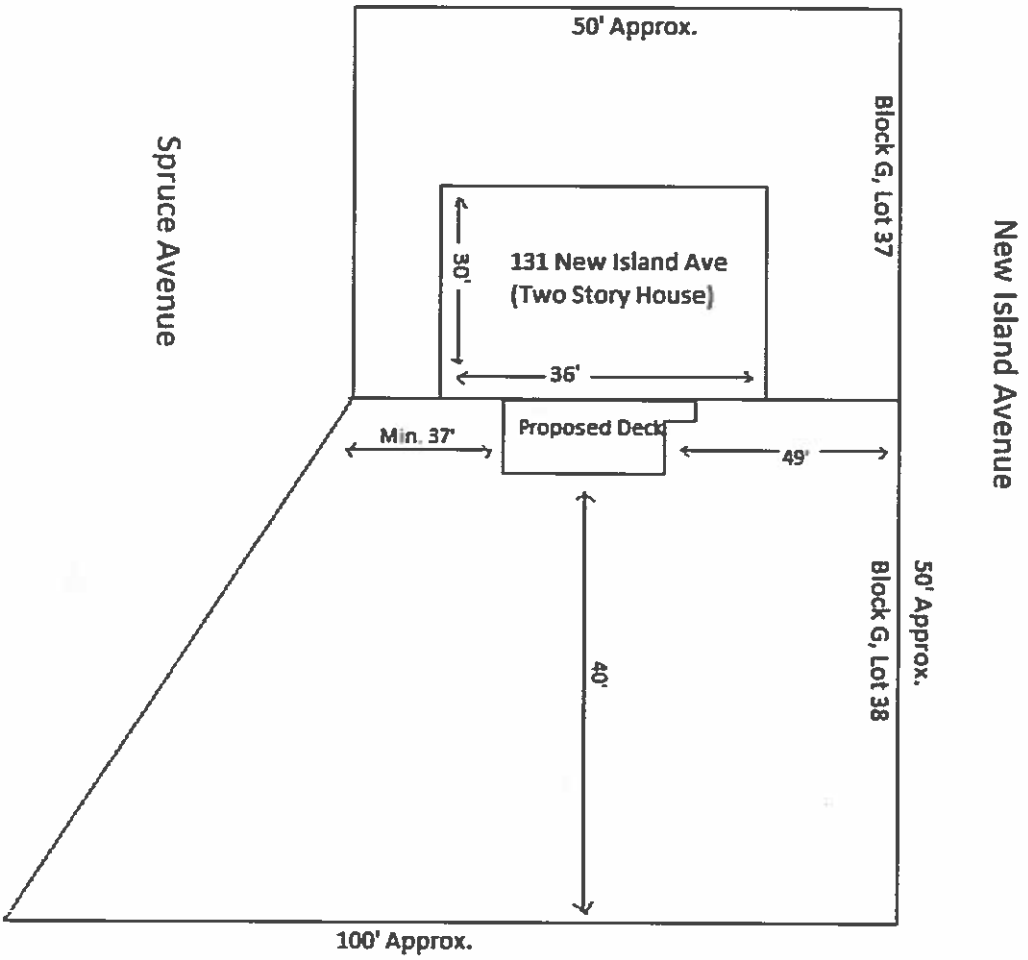 50' Approx.
Block G, Lot 37
New Island Avenue
Spruce Avenue
30'
131 New Island Ave
(Two Story House)
36'
Proposed Deck
Min. 37'
49'
50' Approx.
Block G, Lot 38
40'
100' Approx.